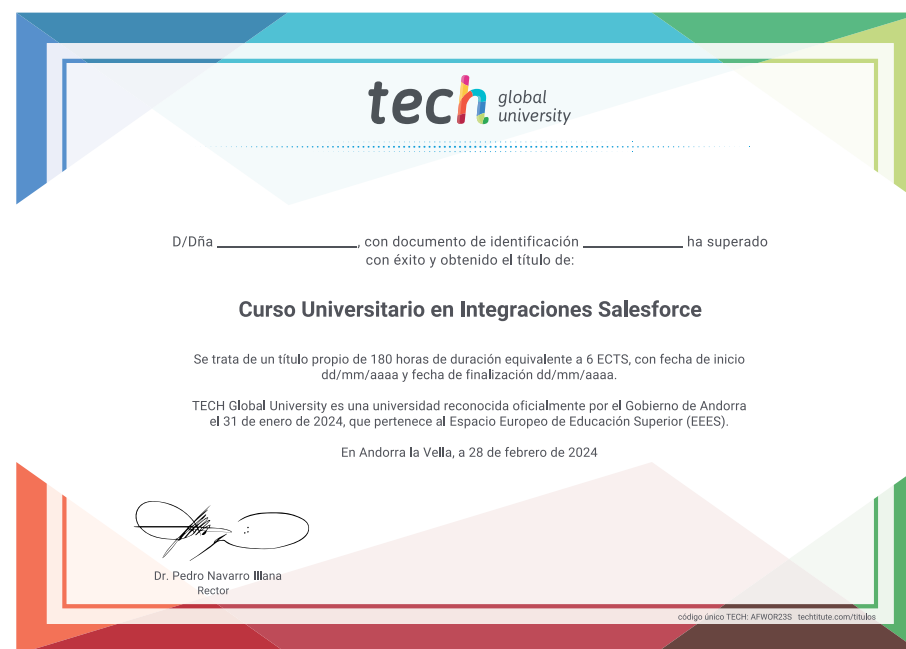 tech global university
D/Dña ____________________, con documento de identificación ______________ ha superado
con éxito y obtenido el título de:
Curso Universitario en Integraciones Salesforce
Se trata de un título propio de 180 horas de duración equivalente a 6 ECTS, con fecha de inicio
dd/mm/aaaa y fecha de finalización dd/mm/aaaa.
TECH Global University es una universidad reconocida oficialmente por el Gobierno de Andorra
el 31 de enero de 2024, que pertenece al Espacio Europeo de Educación Superior (EEES).
En Andorra la Vella, a 28 de febrero de 2024
Dr. Pedro Navarro Illana
Rector
código único TECH: AFWOR23S techtitute.com/titulos